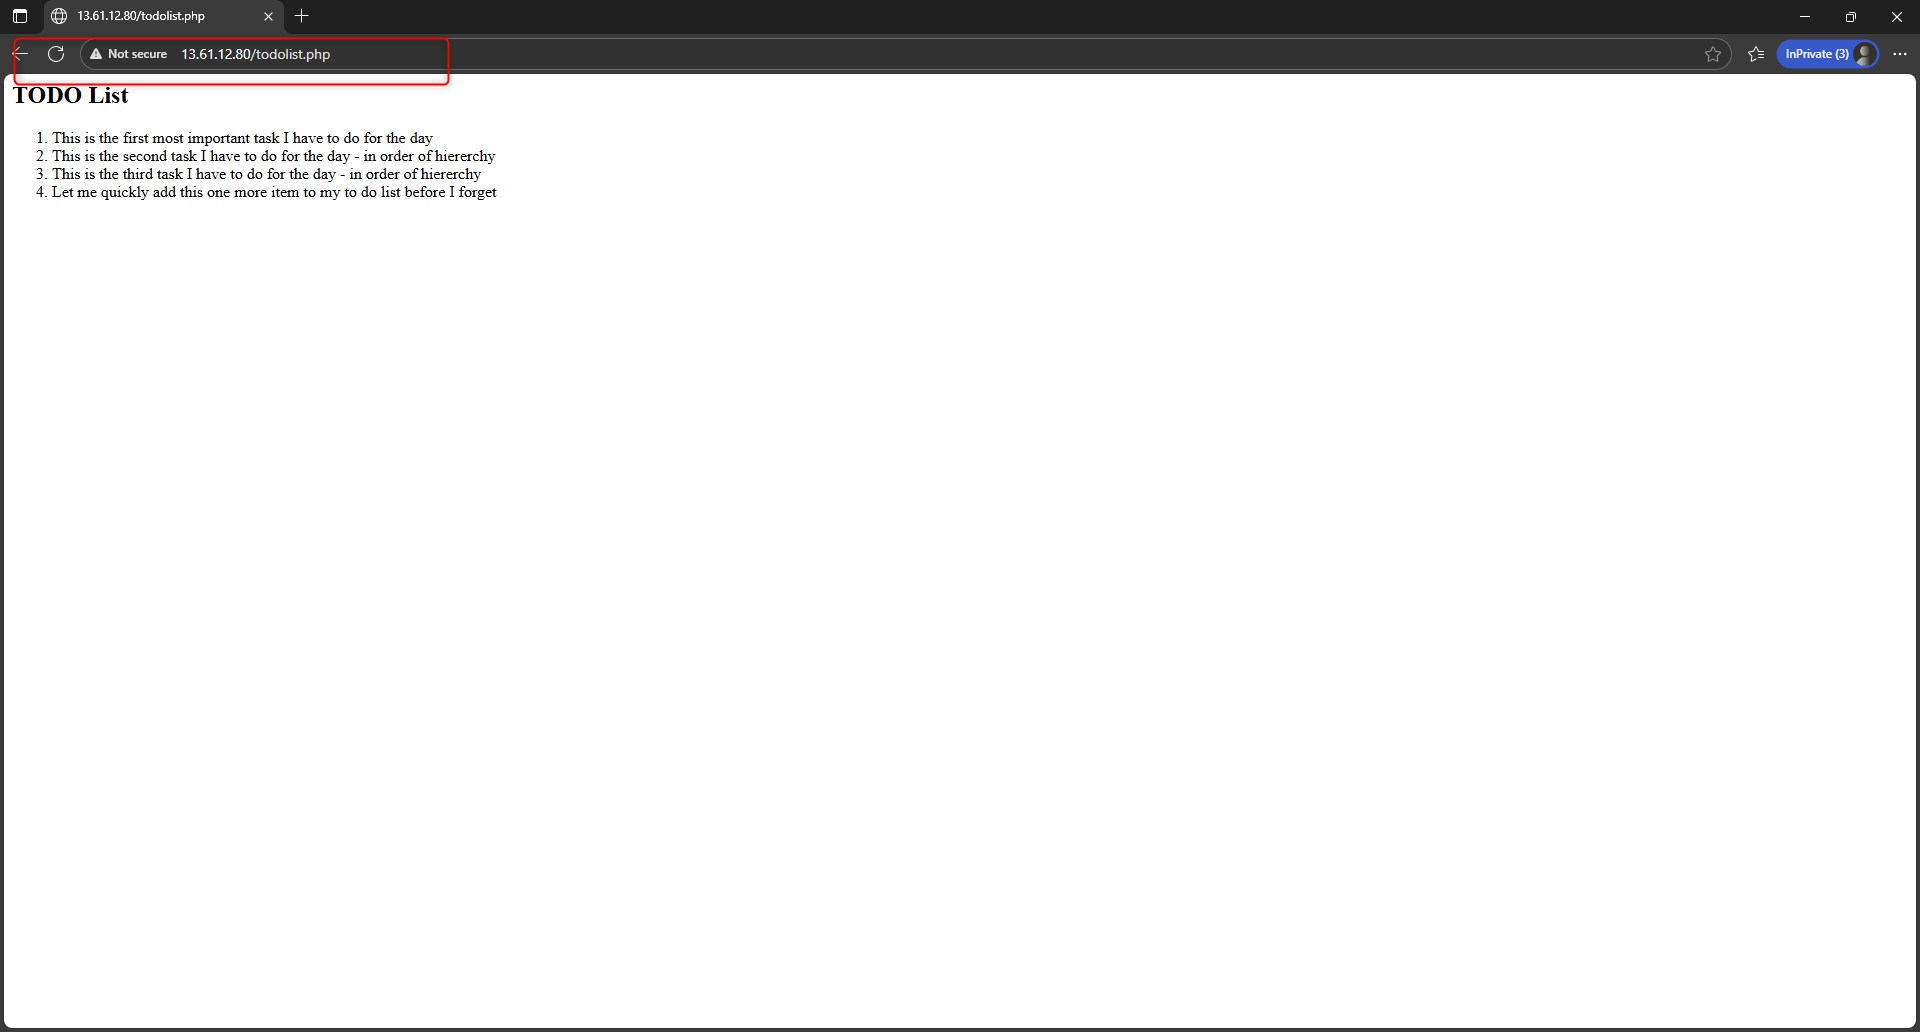 13.61.12.80/todolist.php
Not secure 13.61.12.80/todolist.php InPrivate (3)
TODO List
1. This is the first most important task I have to do for the day
2. This is the second task I have to do for the day - in order of hiererchy
3. This is the third task I have to do for the day - in order of hiererchy
4. Let me quickly add this one more item to my to do list before I forget